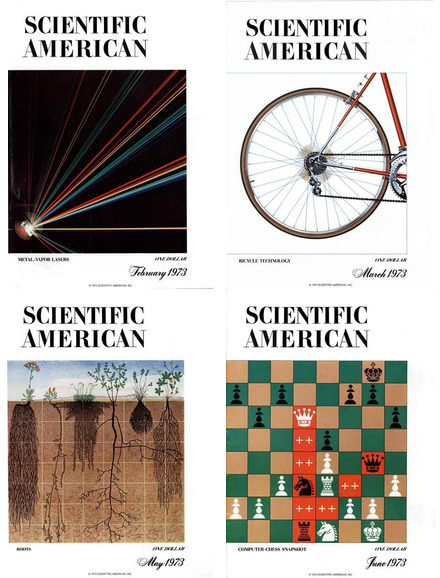 SCIENTIFIC
AMERICAN
METAL-VAPOR LASERS
ONE DOLLAR
February 1973
© 1973 SCIENTIFIC AMERICAN, INC.
SCIENTIFIC
AMERICAN
BICYCLE TECHNOLOGY
ONE DOLLAR
March 1973
© 1973 SCIENTIFIC AMERICAN, INC.
SCIENTIFIC
AMERICAN
ROOTS
ONE DOLLAR
May 1973
© 1973 SCIENTIFIC AMERICAN, INC.
SCIENTIFIC
AMERICAN
COMPUTER-CHESS SNAPSHOT
ONE DOLLAR
June 1973
© 1973 SCIENTIFIC AMERICAN, INC.